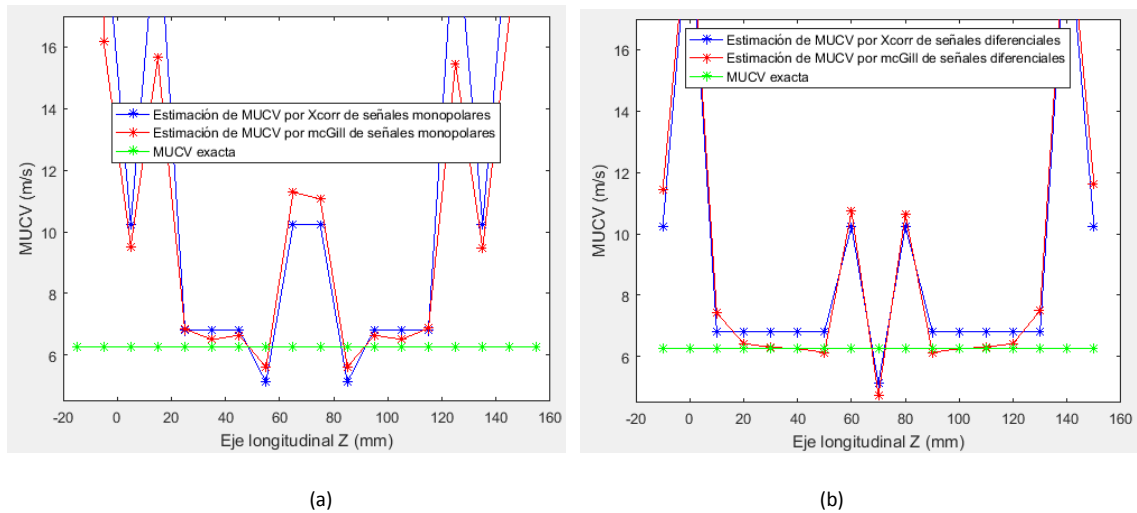 16
14
12
10
8
6
MUCV (m/s)
Estimación de MUCV por Xcorr de señales monopolares
Estimación de MUCV por mcGill de señales monopolares
MUCV exacta
-20 0 20 40 60 80 100 120 140 160
Eje longitudinal Z (mm)
(a)
16
14
12
10
8
6
MUCV (m/s)
Estimación de MUCV por Xcorr de señales diferenciales
Estimación de MUCV por mcGill de señales diferenciales
MUCV exacta
-20 0 20 40 60 80 100 120 140 160
Eje longitudinal Z (mm)
(b)